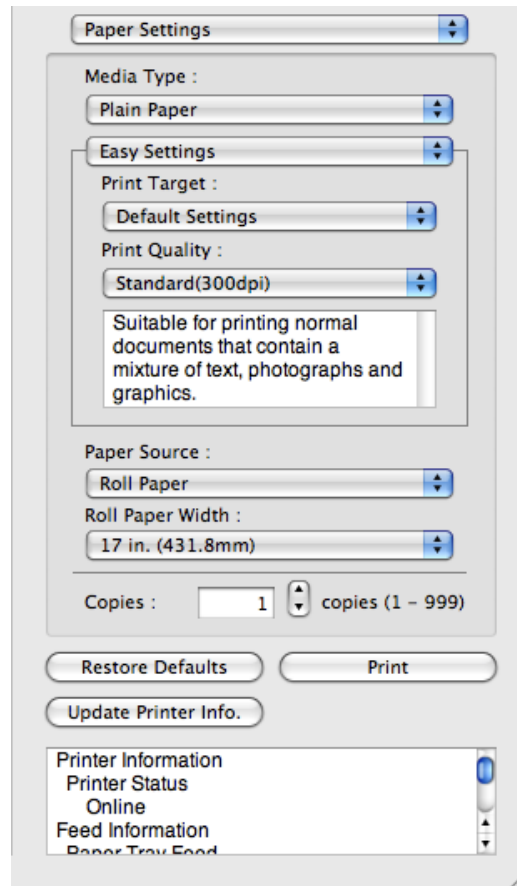 Paper Settings
Media Type :
Plain Paper
Easy Settings
Print Target :
Default Settings
Print Quality :
Standard(300dpi)
Suitable for printing normal
documents that contain a
mixture of text, photographs and
graphics.
Paper Source :
Roll Paper
Roll Paper Width :
17 in. (431.8mm)
Copies : 1 copies (1 – 999)
Restore Defaults Print
Update Printer Info.
Printer Information
Printer Status
Online
Feed Information
Paper Tray Feed